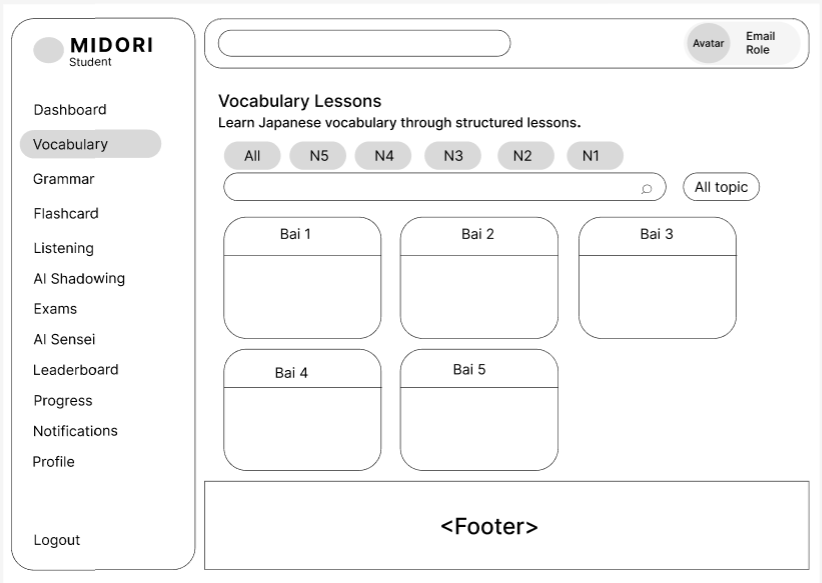 MIDORI
Student
Dashboard
Vocabulary
Grammar
Flashcard
Listening
AI Shadowing
Exams
AI Sensei
Leaderboard
Progress
Notifications
Profile
Logout
Avatar
Email
Role
Vocabulary Lessons
Learn Japanese vocabulary through structured lessons.
All N5 N4 N3 N2 N1
All topic
Bai 1 Bai 2 Bai 3
Bai 4 Bai 5
<Footer>